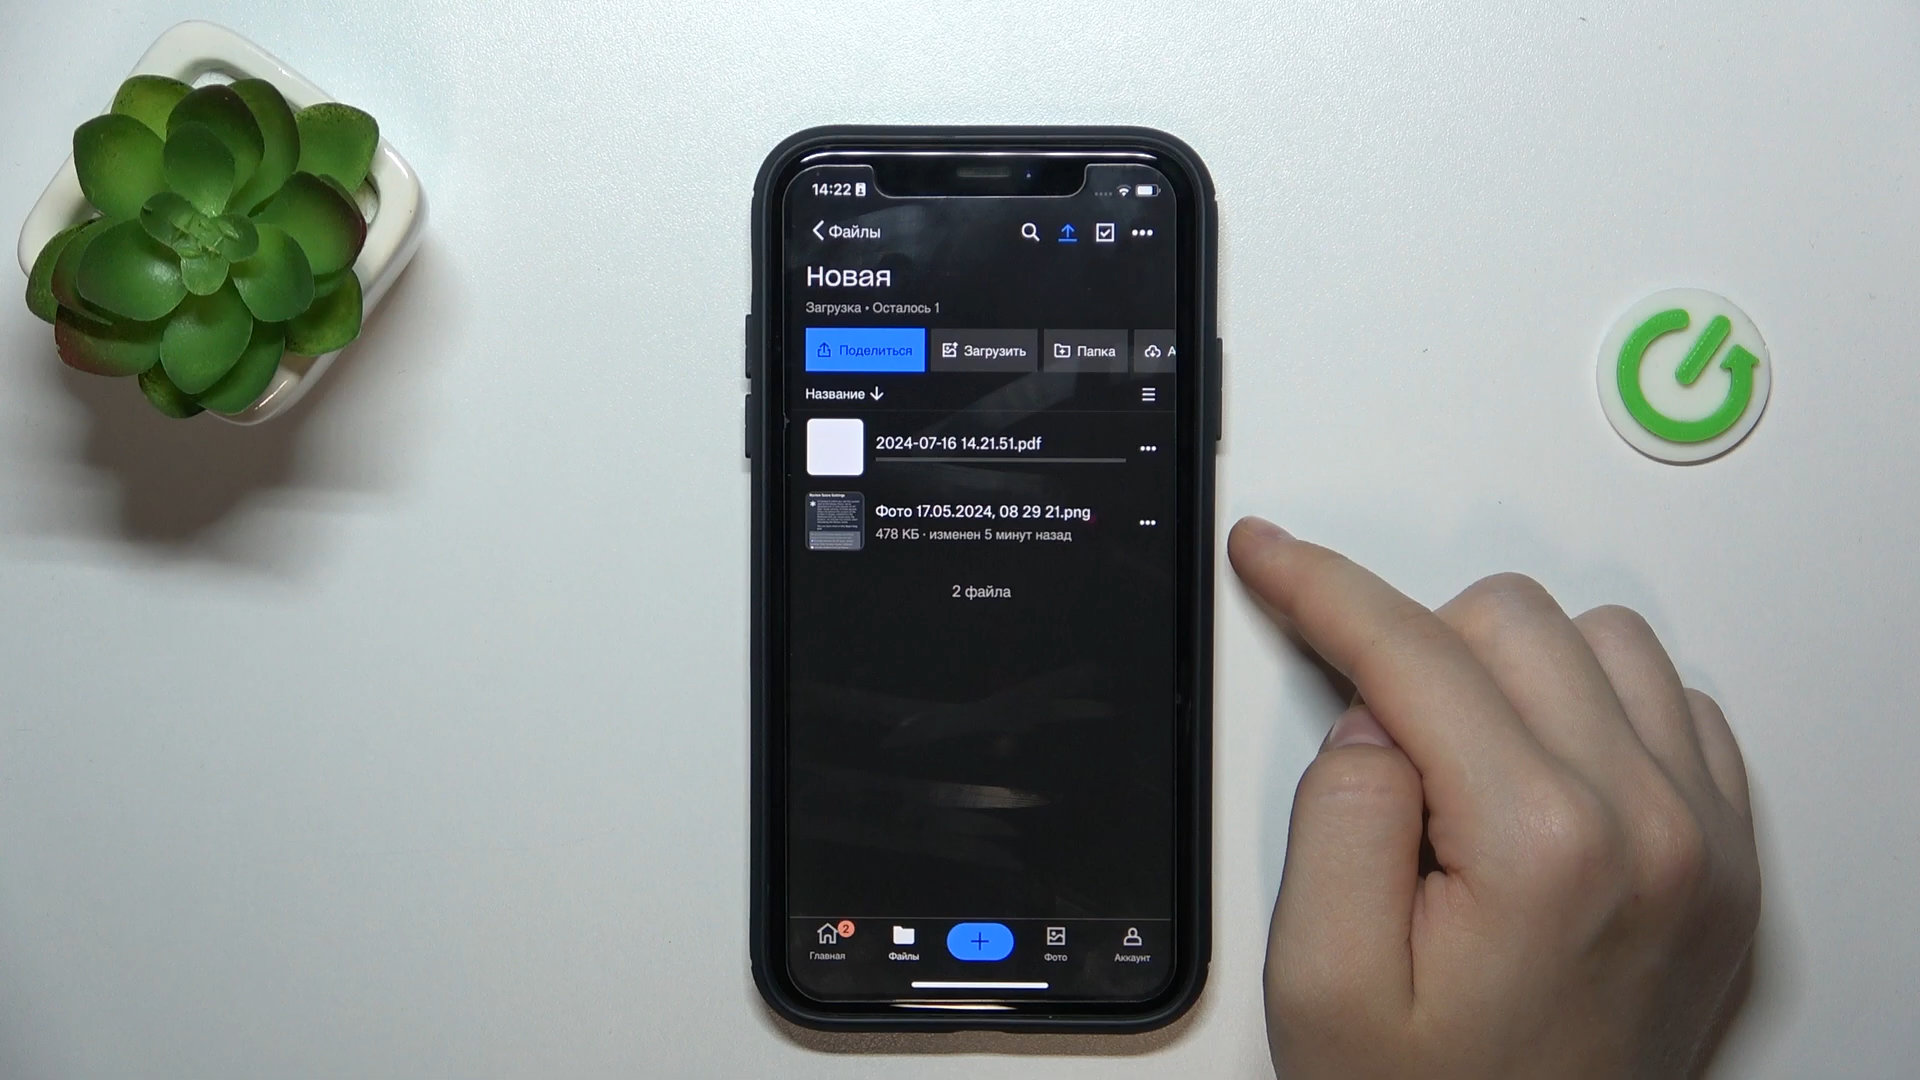 14:22
Файлы
Новая
Загрузка • Осталось 1
Поделиться
Загрузить
Папка
Название
2024-07-16 14.21.51.pdf
Фото 17.05.2024, 08 29 21.png
478 КБ · изменен 5 минут назад
2 файла
2
Главная
Файлы
Фото
Аккаунт